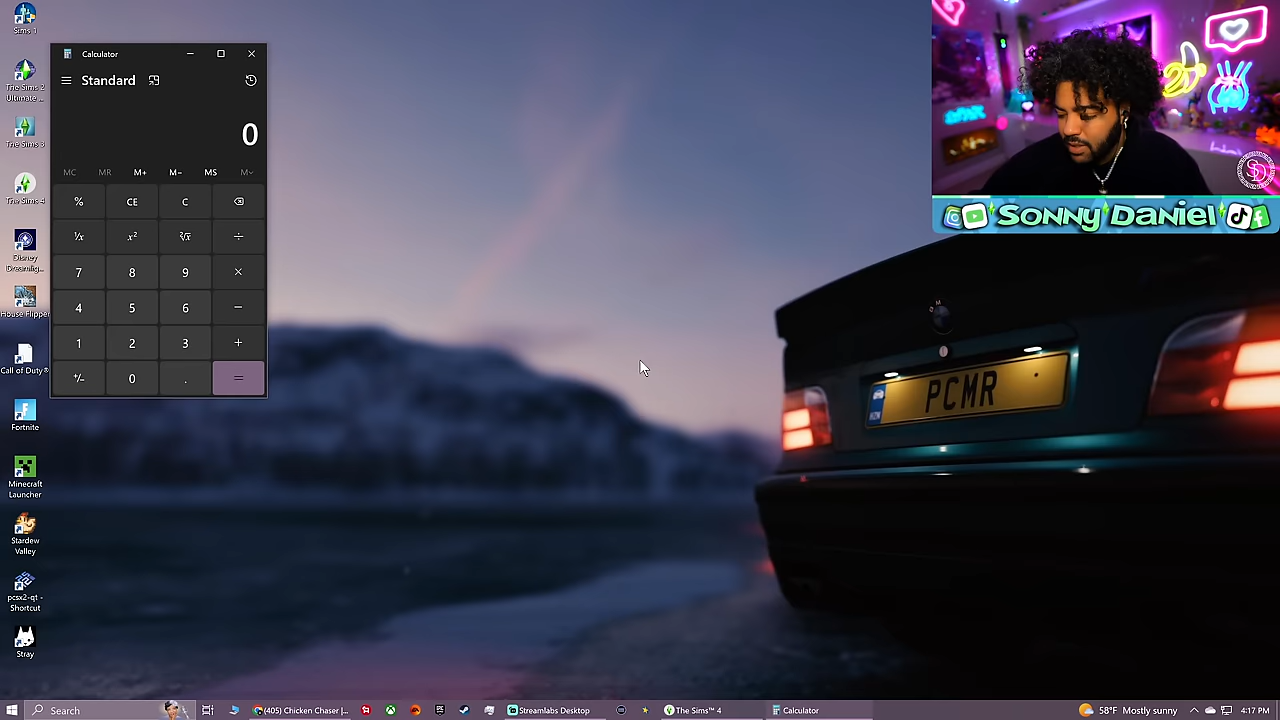 Sims 1
Calculator
Standard
The Sims 2
Ultimate ...
0
The Sims 3
MC MR M+ M− MS M
The Sims 4
% CE C
¹/x x² ²√x ÷
Disney
Dreamlig...
7 8 9 ×
House Flipper
4 5 6 −
1 2 3 +
Call of Duty®
+/− 0 . =
Fortnite
Minecraft
Launcher
Stardew
Valley
pcsx2-qt -
Shortcut
Stray
Sonny Daniel
SD
PCMR
Search
(405) Chicken Chaser |...
Streamlabs Desktop
The Sims™ 4
Calculator
58°F Mostly sunny
4:17 PM